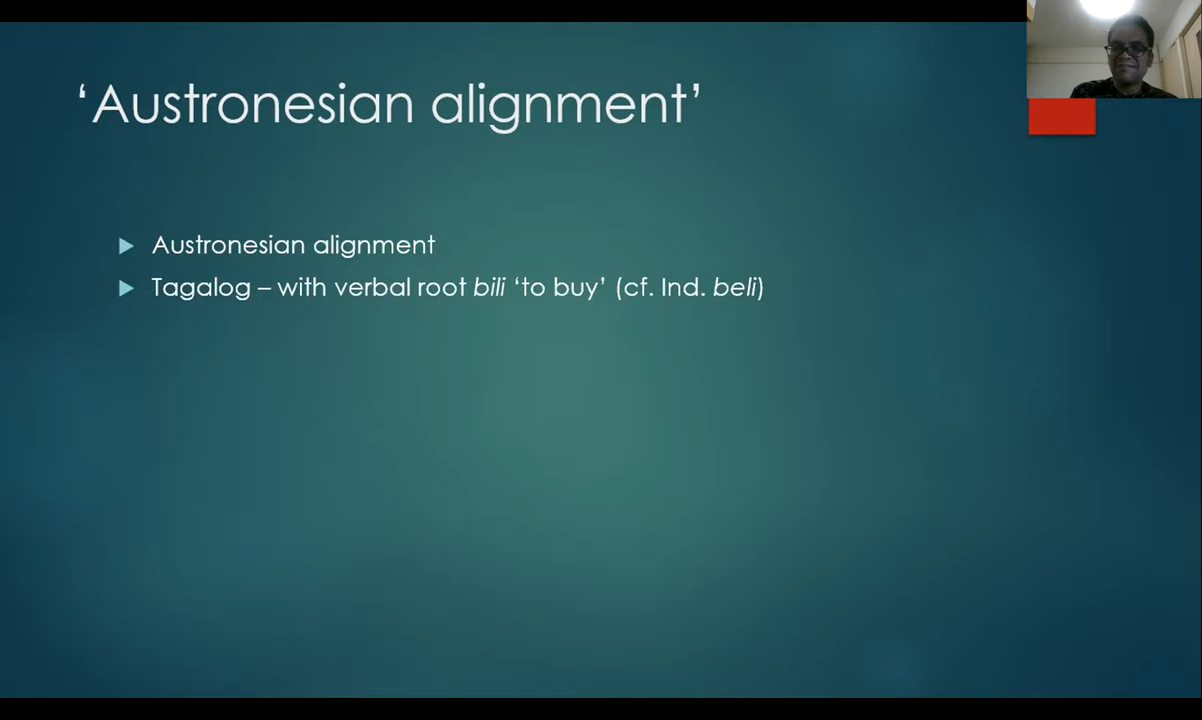 ‘Austronesian alignment’
Austronesian alignment
Tagalog – with verbal root bili ‘to buy’ (cf. Ind. beli)